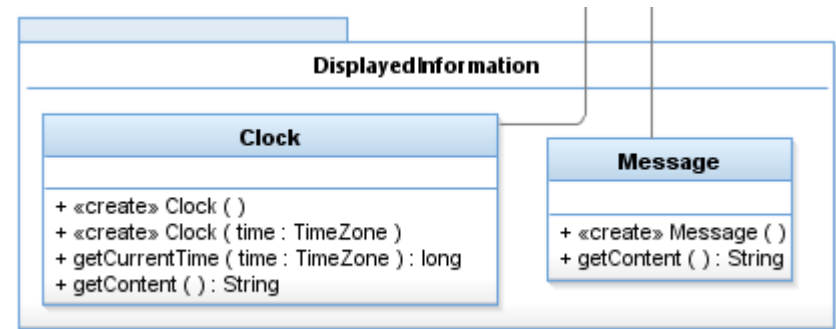 DisplayedInformation
Clock
+ «create» Clock ( )
+ «create» Clock ( time : TimeZone )
+ getCurrentTime ( time : TimeZone ) : long
+ getContent ( ) : String
Message
+ «create» Message ( )
+ getContent ( ) : String